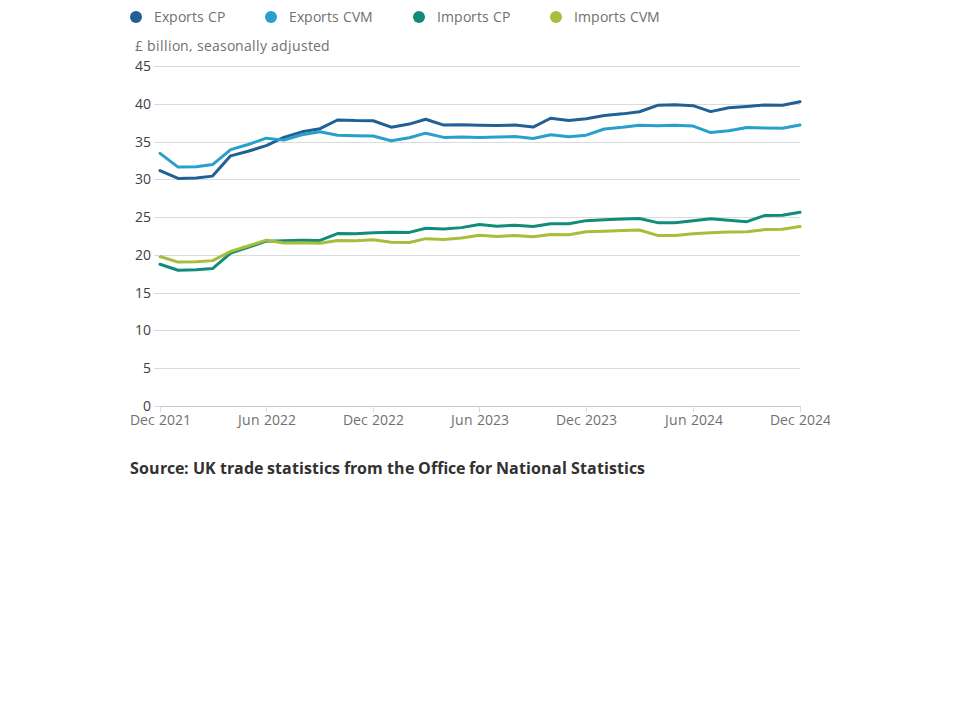 Exports CP Exports CVM Imports CP Imports CVM
£ billion, seasonally adjusted
45
40
35
30
25
20
15
10
5
0
Dec 2021 Jun 2022 Dec 2022 Jun 2023 Dec 2023 Jun 2024 Dec 2024
Source: UK trade statistics from the Office for National Statistics